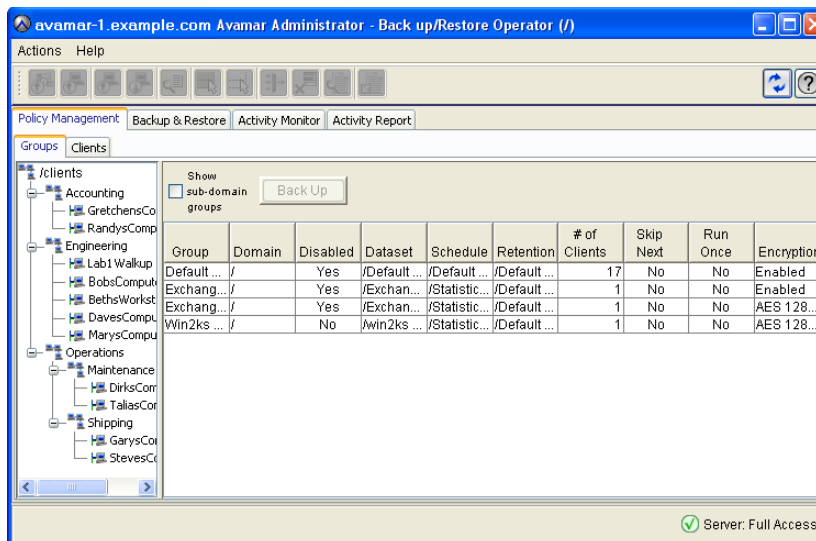 avamar-1.example.com Avamar Administrator - Back up/Restore Operator (/)
Actions Help
Policy Management Backup & Restore Activity Monitor Activity Report
Groups Clients
/clients
Accounting
GretchensCo
RandysComp
Engineering
Lab1Walkup
BobsComput
BethsWorkst
DavesCompu
MarysCompu
Operations
Maintenance
DirksCom
TaliasCor
Shipping
GarysCor
StevesCo
Show
sub-domain
groups
Back Up
Group Domain Disabled Dataset Schedule Retention # of Clients Skip Next Run Once Encryption
Default ... / Yes /Default ... /Default ... /Default ... 17 No No Enabled
Exchang... / Yes /Exchan... /Statistic... /Default ... 1 No No Enabled
Exchang... / Yes /Exchan... /Statistic... /Default ... 1 No No AES 128...
Win2ks ... / No /win2ks ... /Statistic... /Default ... 1 No No AES 128...
Server: Full Access